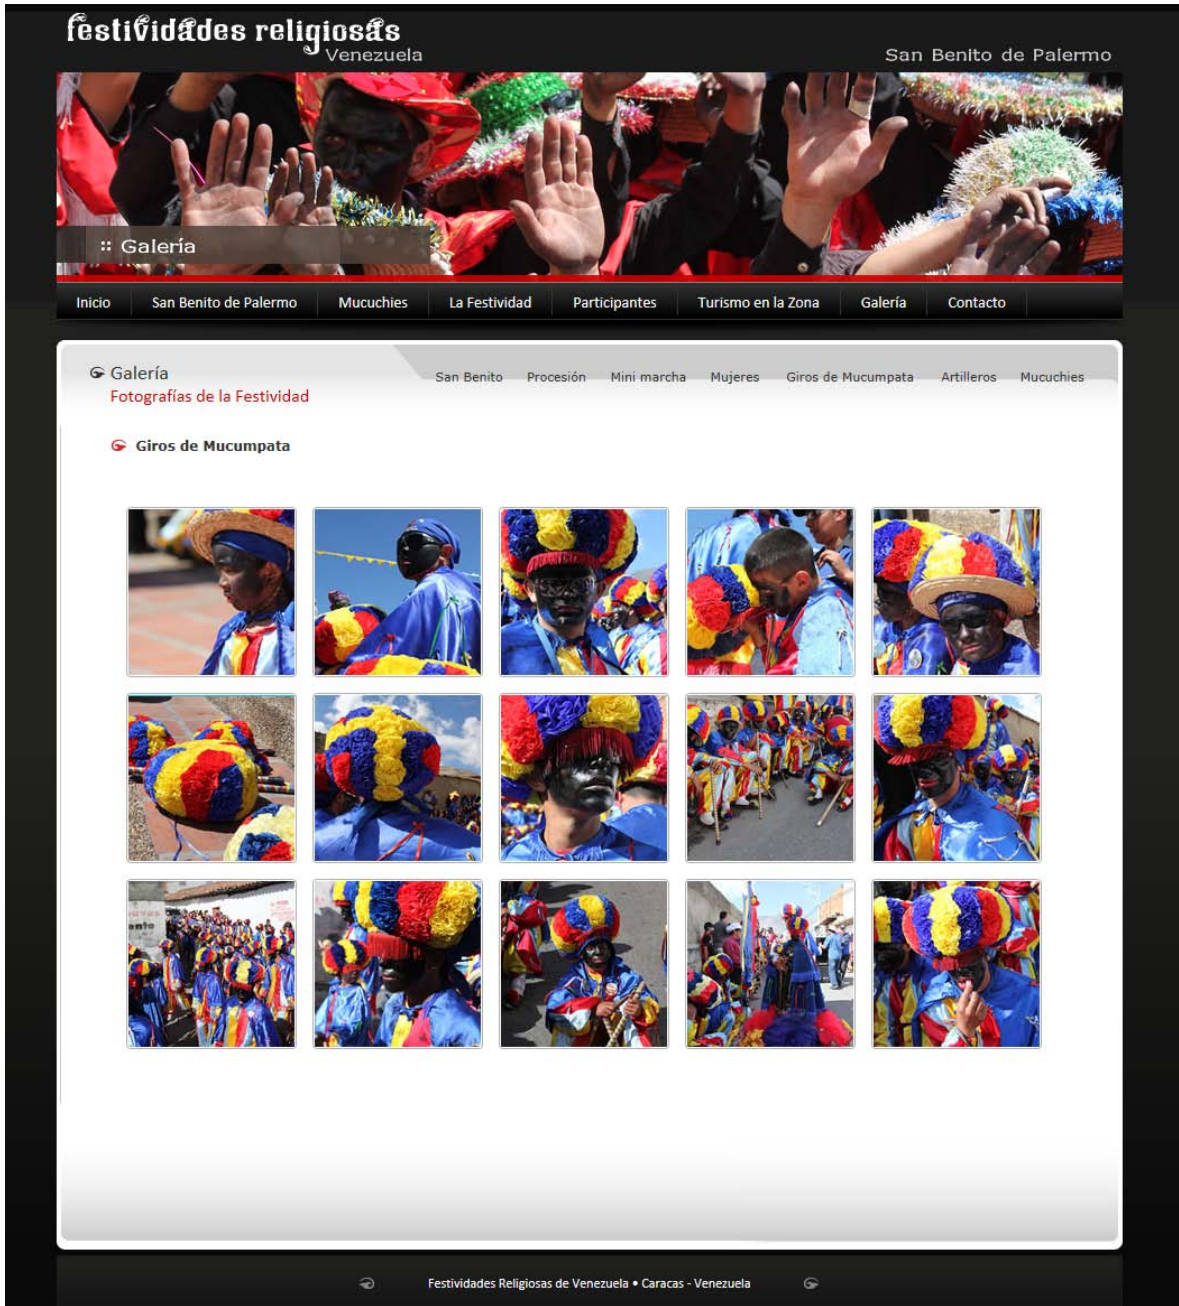 festividades religiosas
Venezuela
San Benito de Palermo
:: Galería
Inicio San Benito de Palermo Mucuchies La Festividad Participantes Turismo en la Zona Galería Contacto
Galería
Fotografías de la Festividad
San Benito Procesión Mini marcha Mujeres Giros de Mucumpata Artilleros Mucuchies
Giros de Mucumpata
Festividades Religiosas de Venezuela • Caracas - Venezuela